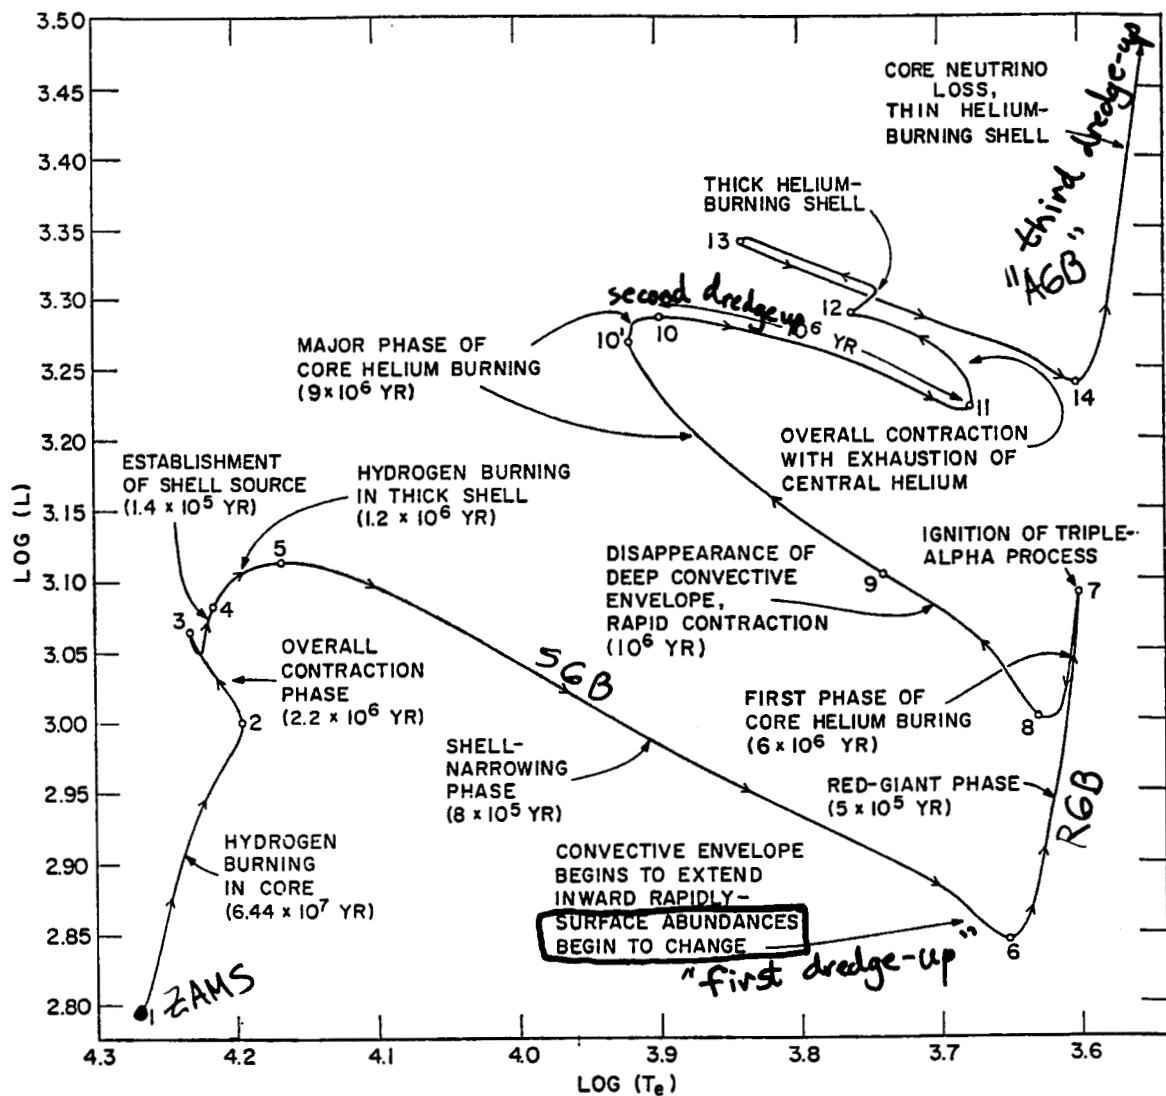 3.50
3.45
3.40
3.35
3.30
3.25
3.20
3.15
3.10
3.05
3.00
2.95
2.90
2.85
2.80
LOG (L)
4.3
4.2
4.1
4.0
3.9
3.8
3.7
3.6
LOG (Te)
CORE NEUTRINO
LOSS,
THIN HELIUM-
BURNING SHELL
third dredge-up
"AGB"
THICK HELIUM-
BURNING SHELL
13
12
second dredge up
10
10'
10⁶ YR
11
14
MAJOR PHASE OF
CORE HELIUM BURNING
(9 × 10⁶ YR)
OVERALL CONTRACTION
WITH EXHAUSTION OF
CENTRAL HELIUM
ESTABLISHMENT
OF SHELL SOURCE
(1.4 × 10⁵ YR)
HYDROGEN BURNING
IN THICK SHELL
(1.2 × 10⁶ YR)
5
4
3
IGNITION OF TRIPLE-
ALPHA PROCESS
7
DISAPPEARANCE OF
DEEP CONVECTIVE
ENVELOPE,
RAPID CONTRACTION
(10⁶ YR)
9
OVERALL
CONTRACTION
PHASE
(2.2 × 10⁶ YR)
2
SGB
FIRST PHASE OF
CORE HELIUM BURING
(6 × 10⁶ YR)
8
SHELL-
NARROWING
PHASE
(8 × 10⁵ YR)
RED-GIANT PHASE
(5 × 10⁵ YR)
RGB
HYDROGEN
BURNING
IN CORE
(6.44 × 10⁷ YR)
CONVECTIVE ENVELOPE
BEGINS TO EXTEND
INWARD RAPIDLY-
SURFACE ABUNDANCES
BEGIN TO CHANGE
6
"first dredge-up"
1
ZAMS